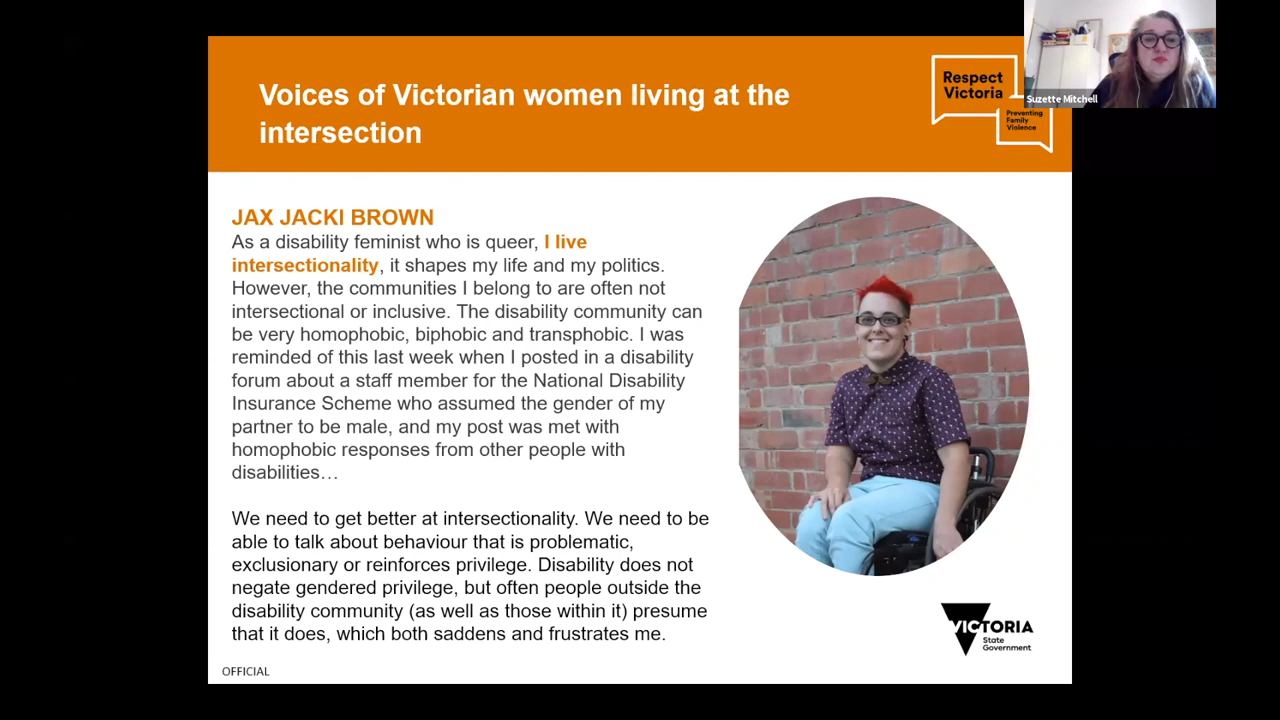 Voices of Victorian women living at the
intersection
Respect
Victoria
Preventing
Family
Violence
Suzette Mitchell
JAX JACKI BROWN
As a disability feminist who is queer, I live
intersectionality, it shapes my life and my politics.
However, the communities I belong to are often not
intersectional or inclusive. The disability community can
be very homophobic, biphobic and transphobic. I was
reminded of this last week when I posted in a disability
forum about a staff member for the National Disability
Insurance Scheme who assumed the gender of my
partner to be male, and my post was met with
homophobic responses from other people with
disabilities…
We need to get better at intersectionality. We need to be
able to talk about behaviour that is problematic,
exclusionary or reinforces privilege. Disability does not
negate gendered privilege, but often people outside the
disability community (as well as those within it) presume
that it does, which both saddens and frustrates me.
VICTORIA
State
Government
OFFICIAL